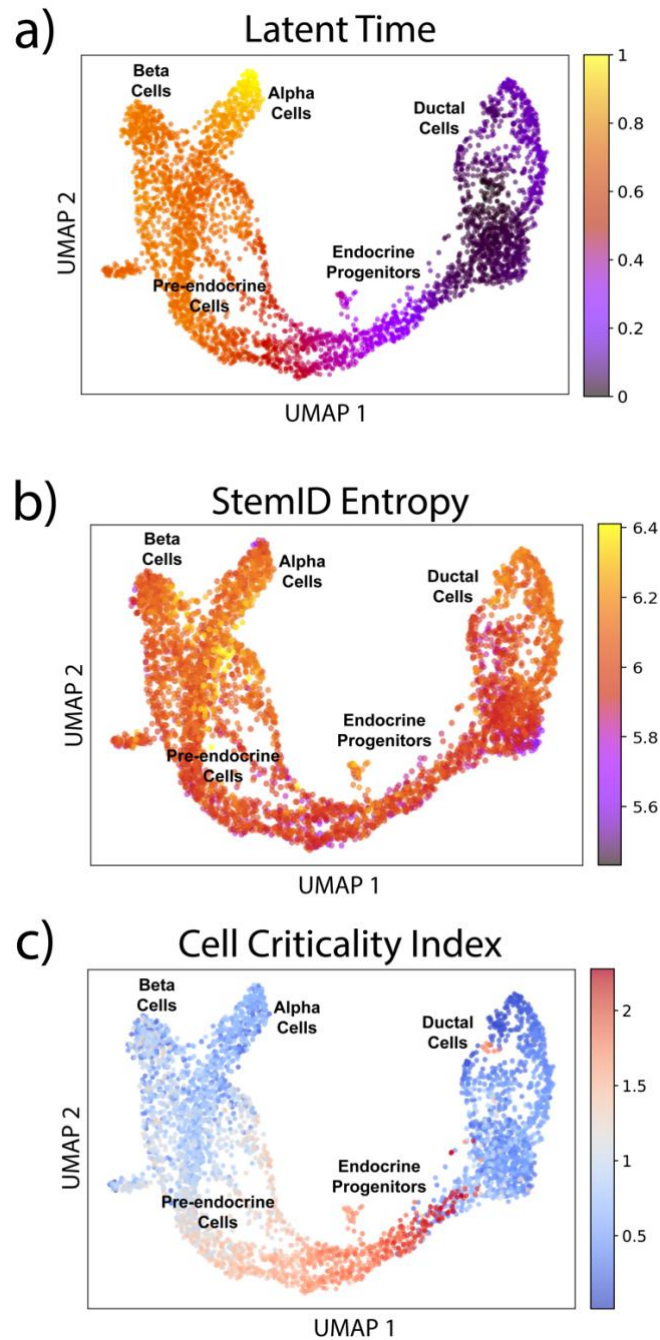 a)
Latent Time
Beta
Cells
Alpha
Cells
Ductal
Cells
Endocrine
Progenitors
Pre-endocrine
Cells
UMAP 2
UMAP 1
1
0.8
0.6
0.4
0.2
0
b)
StemID Entropy
Beta
Cells
Alpha
Cells
Ductal
Cells
Endocrine
Progenitors
Pre-endocrine
Cells
UMAP 2
UMAP 1
6.4
6.2
6
5.8
5.6
c)
Cell Criticality Index
Beta
Cells
Alpha
Cells
Ductal
Cells
Endocrine
Progenitors
Pre-endocrine
Cells
UMAP 2
UMAP 1
2
1.5
1
0.5